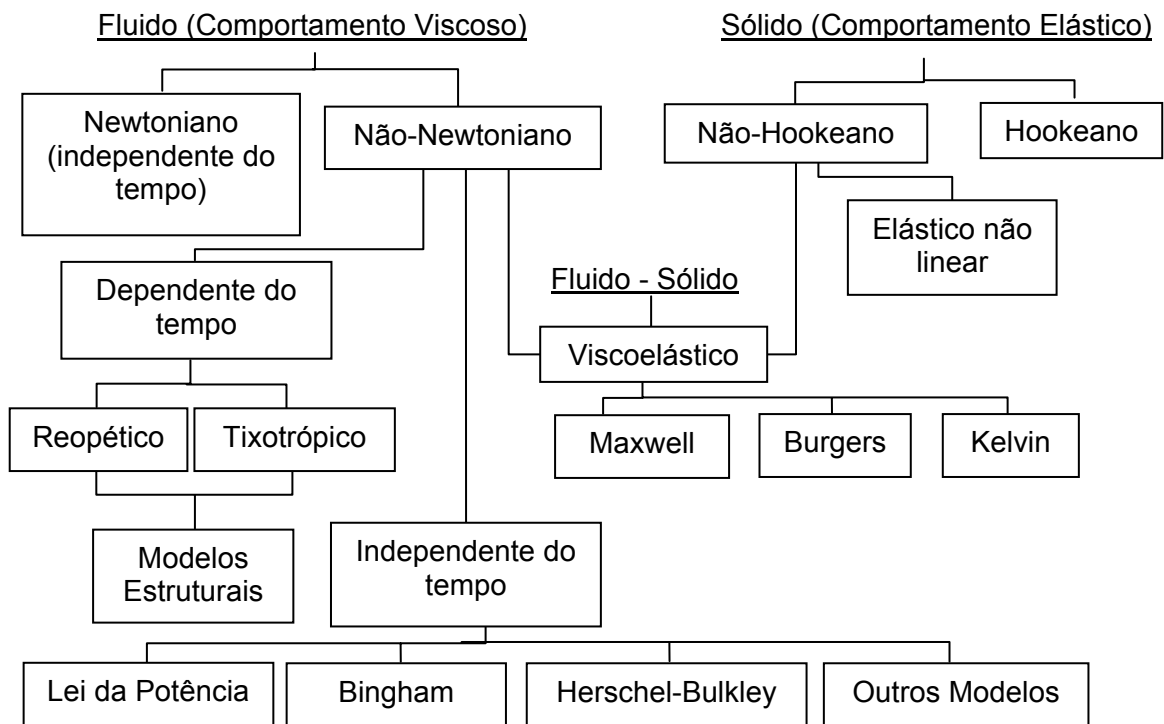 Fluido (Comportamento Viscoso)
Sólido (Comportamento Elástico)
Newtoniano
(independente do
tempo)
Não-Newtoniano
Não-Hookeano
Hookeano
Elástico não
linear
Dependente do
tempo
Fluido - Sólido
Viscoelástico
Reopético
Tixotrópico
Maxwell
Burgers
Kelvin
Modelos
Estruturais
Independente do
tempo
Lei da Potência
Bingham
Herschel-Bulkley
Outros Modelos